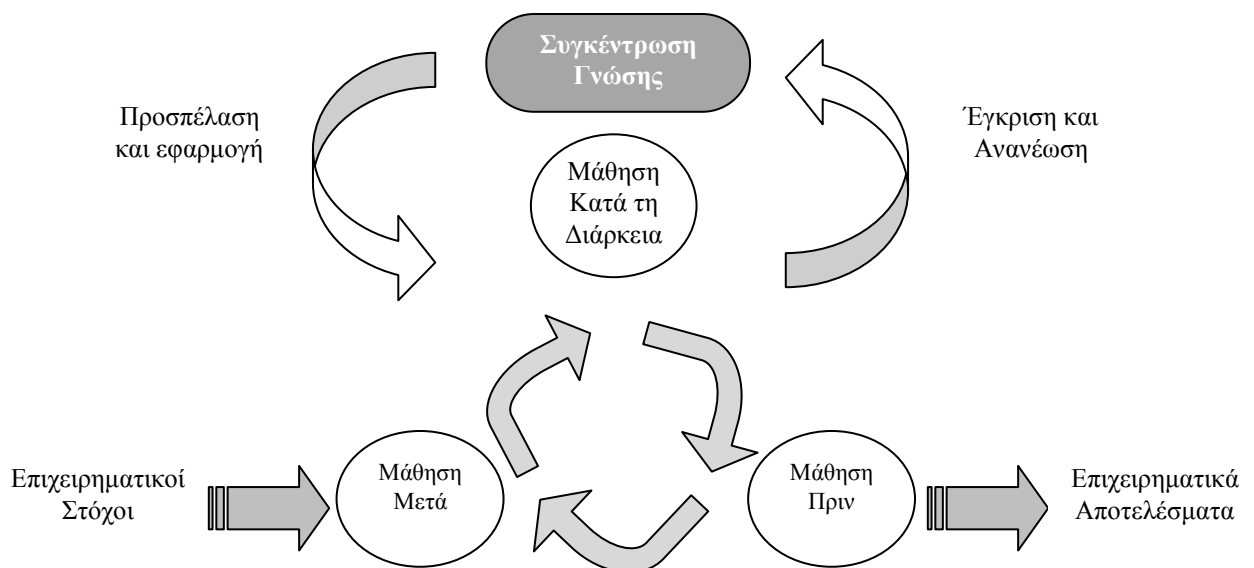 Συγκέντρωση
Γνώσης
Προσπέλαση
και εφαρμογή
Έγκριση και
Ανανέωση
Μάθηση
Κατά τη
Διάρκεια
Επιχειρηματικοί
Στόχοι
Μάθηση
Μετά
Μάθηση
Πριν
Επιχειρηματικά
Αποτελέσματα